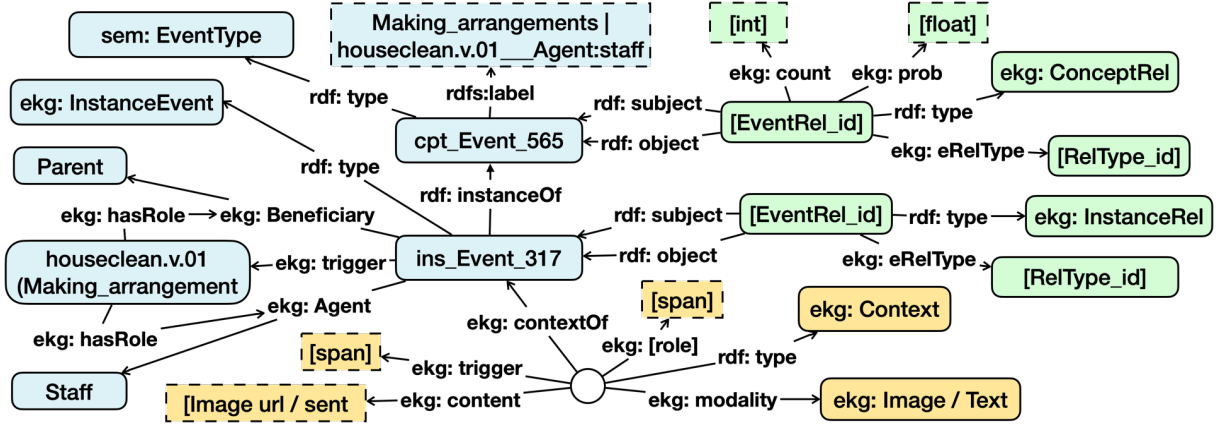 Making_arrangements |
houseclean.v.01___Agent:staff
[int]
[float]
sem: EventType
ekg: count
ekg: prob
ekg: ConceptRel
ekg: InstanceEvent
rdf: type
rdfs:label
rdf: subject
rdf: type
[EventRel_id]
cpt_Event_565
rdf: object
ekg: eRelType
[RelType_id]
Parent
rdf: type
rdf: instanceOf
ekg: hasRole
ekg: Beneficiary
rdf: subject
[EventRel_id]
rdf: type
ekg: InstanceRel
houseclean.v.01
(Making_arrangement
ekg: trigger
ins_Event_317
rdf: object
ekg: eRelType
[RelType_id]
ekg: Agent
[span]
ekg: Context
ekg: contextOf
ekg: hasRole
[span]
ekg: [role]
rdf: type
ekg: trigger
Staff
[Image url / sent
ekg: content
ekg: modality
ekg: Image / Text